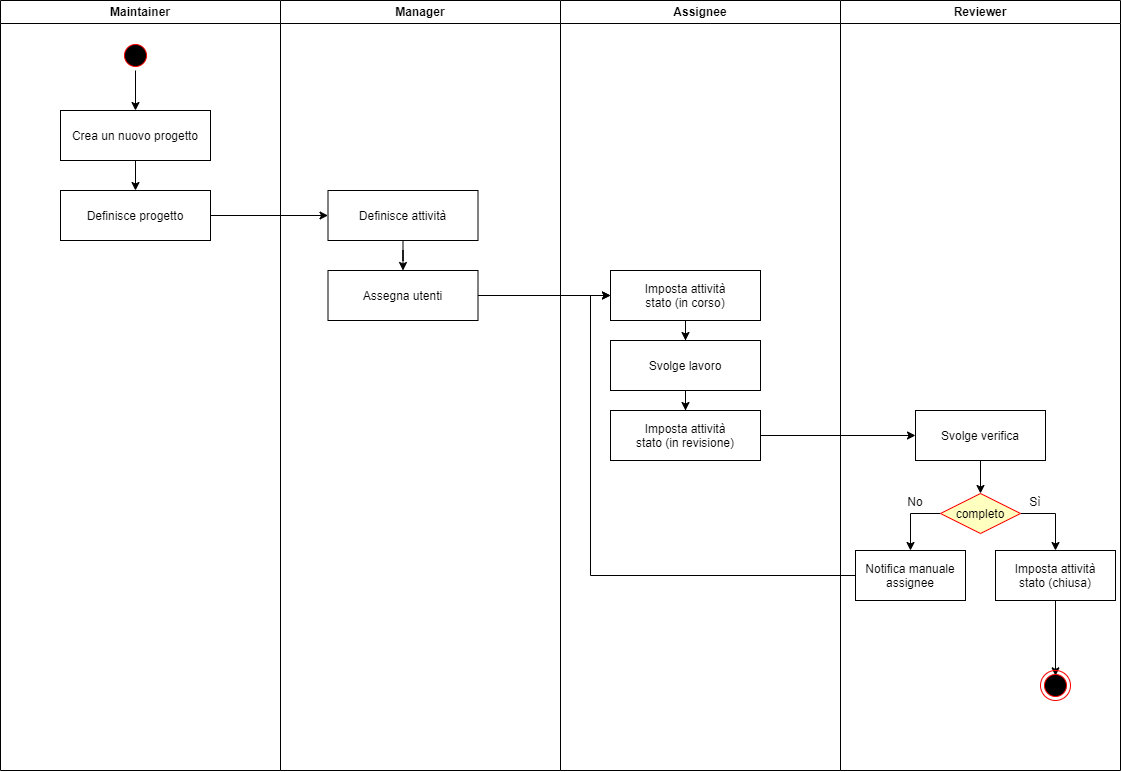 Maintainer
Manager
Assignee
Reviewer
Crea un nuovo progetto
Definisce progetto
Definisce attività
Assegna utenti
Imposta attività
stato (in corso)
Svolge lavoro
Imposta attività
stato (in revisione)
Svolge verifica
No
completo
Sì
Notifica manuale
assignee
Imposta attività
stato (chiusa)